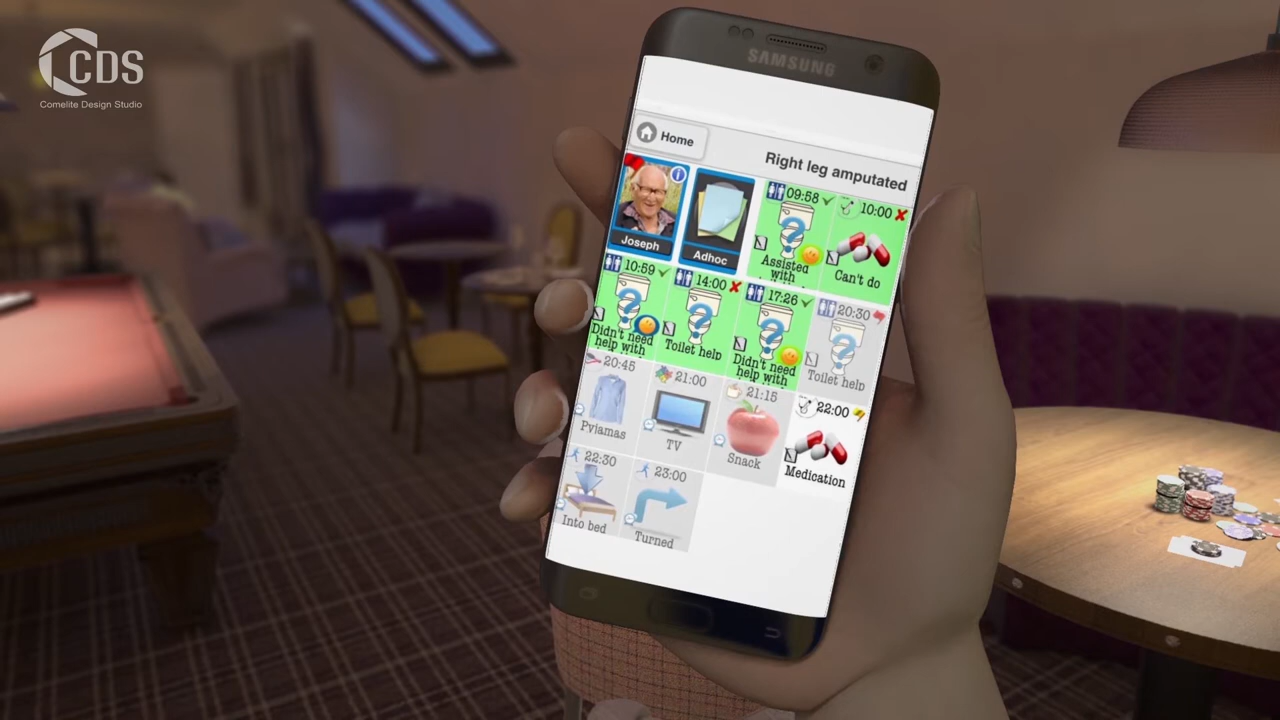 CDS
Comelite Design Studio
SAMSUNG
Home
Right leg amputated
Joseph
Adhoc
09:58
Assisted
with
10:00
Can't do
10:59
Didn't need
help with
14:00
Toilet help
17:26
Didn't need
help with
20:30
Toilet help
20:45
Pyjamas
21:00
TV
21:15
Snack
22:00
Medication
22:30
Into bed
23:00
Turned